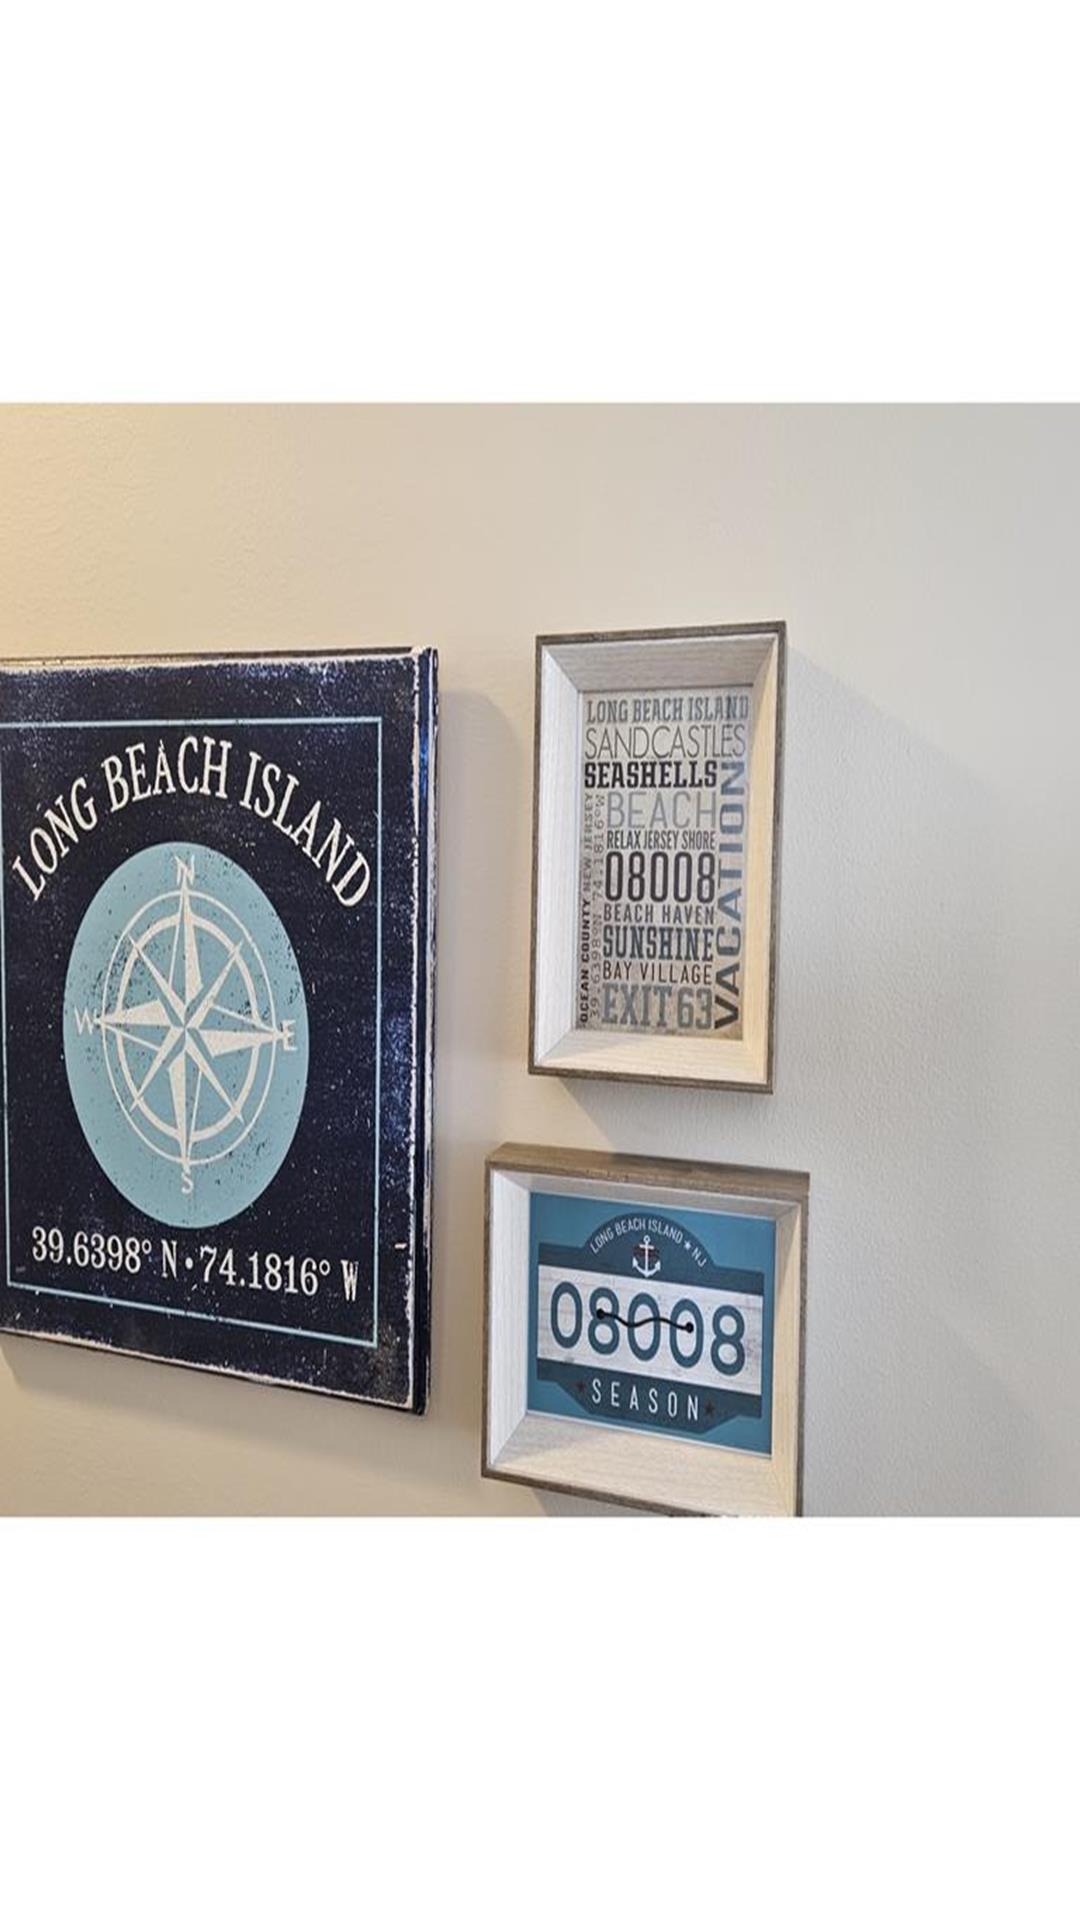 LONG BEACH ISLAND
N
W E
S
39.6398° N • 74.1816° W
LONG BEACH ISLAND
SANDCASTLES
SEASHELLS
BEACH
RELAX JERSEY SHORE
08008
BEACH HAVEN
SUNSHINE
BAY VILLAGE
EXIT 63
OCEAN COUNTY NEW JERSEY
39.6398°N 74.1816°W
VACATION
LONG BEACH ISLAND ★ NJ
08008
SEASON